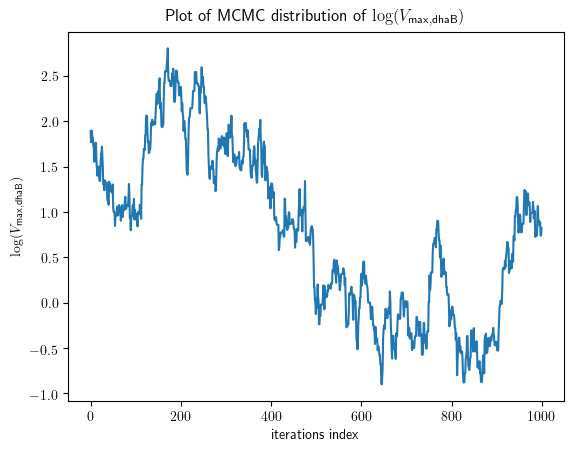 Plot of MCMC distribution of log(V_max,dhaB)
log(V_max,dhaB)
2.5
2.0
1.5
1.0
0.5
0.0
−0.5
−1.0
0 200 400 600 800 1000
iterations index